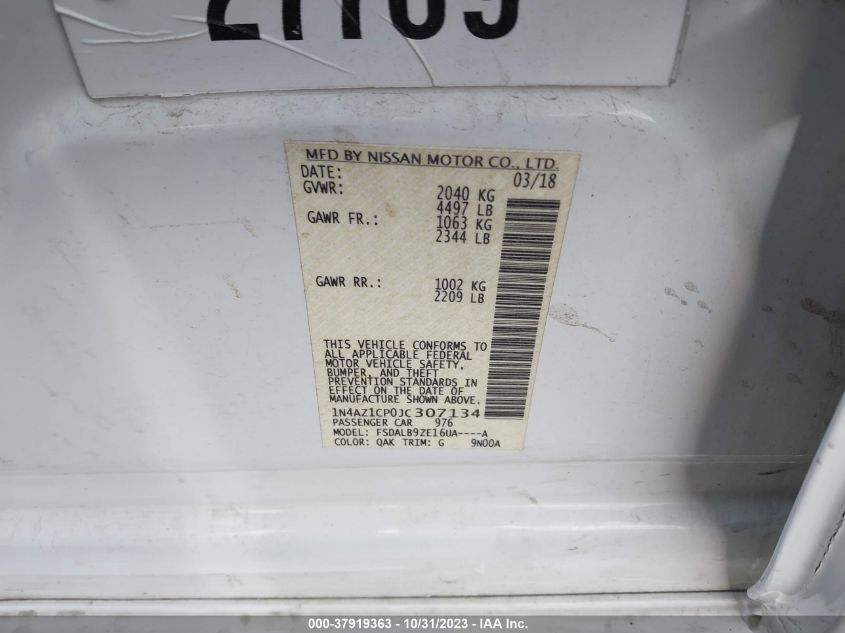 MFD BY NISSAN MOTOR CO., LTD.
DATE: 03/18
GVWR: 2040 KG
4497 LB
GAWR FR.: 1063 KG
2344 LB
GAWR RR.: 1002 KG
2209 LB
THIS VEHICLE CONFORMS TO
ALL APPLICABLE FEDERAL
MOTOR VEHICLE SAFETY,
BUMPER, AND THEFT
PREVENTION STANDARDS IN
EFFECT ON THE DATE OF
MANUFACTURE SHOWN ABOVE.
1N4AZ1CP0JC307134
PASSENGER CAR 976
MODEL: FSDALB9ZE16UA----A
COLOR: QAK TRIM: G 9N00A
000-37919363 - 10/31/2023 - IAA Inc.